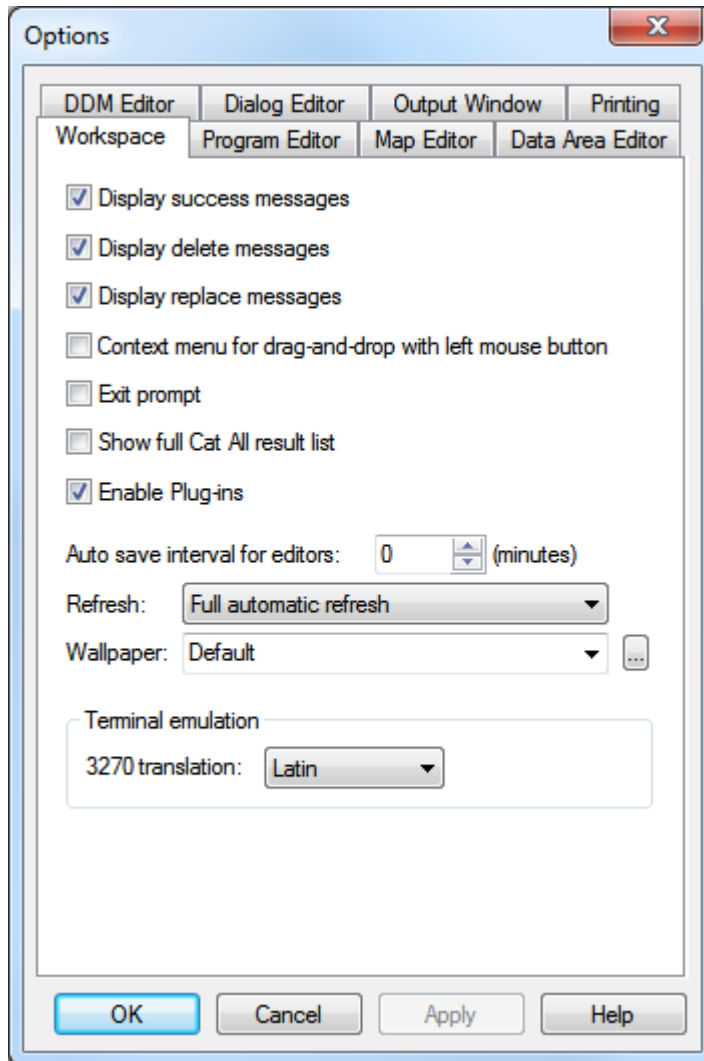 Options
DDM Editor Dialog Editor Output Window Printing
Workspace Program Editor Map Editor Data Area Editor
Display success messages
Display delete messages
Display replace messages
Context menu for drag-and-drop with left mouse button
Exit prompt
Show full Cat All result list
Enable Plug-ins
Auto save interval for editors: 0 (minutes)
Refresh: Full automatic refresh
Wallpaper: Default ...
Terminal emulation
3270 translation: Latin
OK Cancel Apply Help